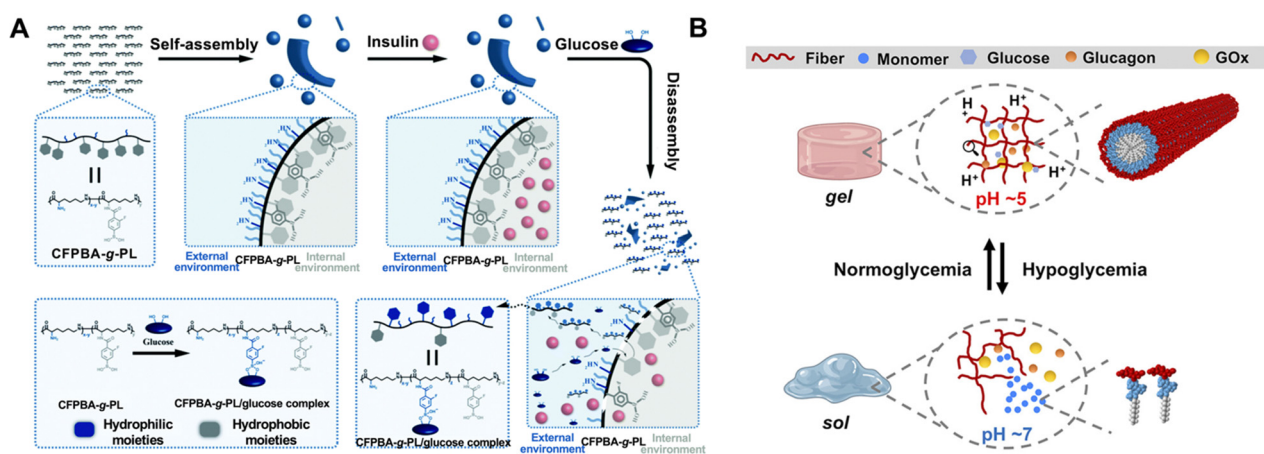 A
Self-assembly
Insulin
Glucose
HO OH
Disassembly
CFPBA-g-PL
External environment
CFPBA-g-PL
Internal environment
External environment
CFPBA-g-PL
Internal environment
Glucose
CFPBA-g-PL
CFPBA-g-PL/glucose complex
Hydrophilic moieties
Hydrophobic moieties
CFPBA-g-PL/glucose complex
External environment
CFPBA-g-PL
Internal environment
B
Fiber Monomer Glucose Glucagon GOx
H+
H+
H+
H+
gel
pH ~5
Normoglycemia
Hypoglycemia
sol
pH ~7